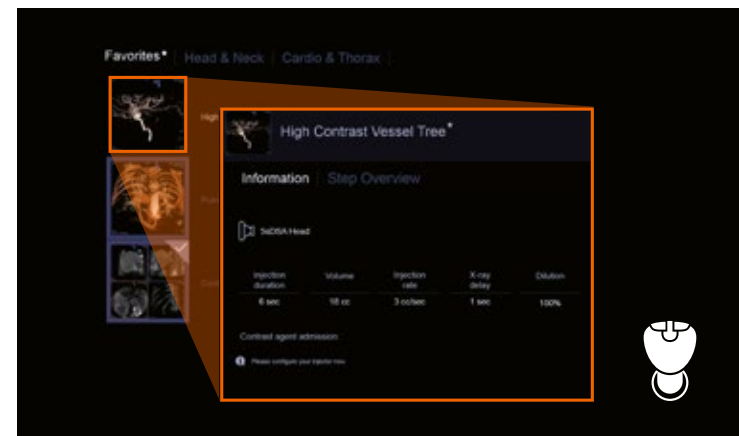 Favorites* Head & Neck Cardio & Thorax
High
High Contrast Vessel Tree*
Information Step Overview
5sDSA Head
Injection duration Volume Injection rate X-ray delay Dilution
6 sec 18 cc 3 cc/sec 1 sec 100%
Contrast agent admission
Please configure your injector now